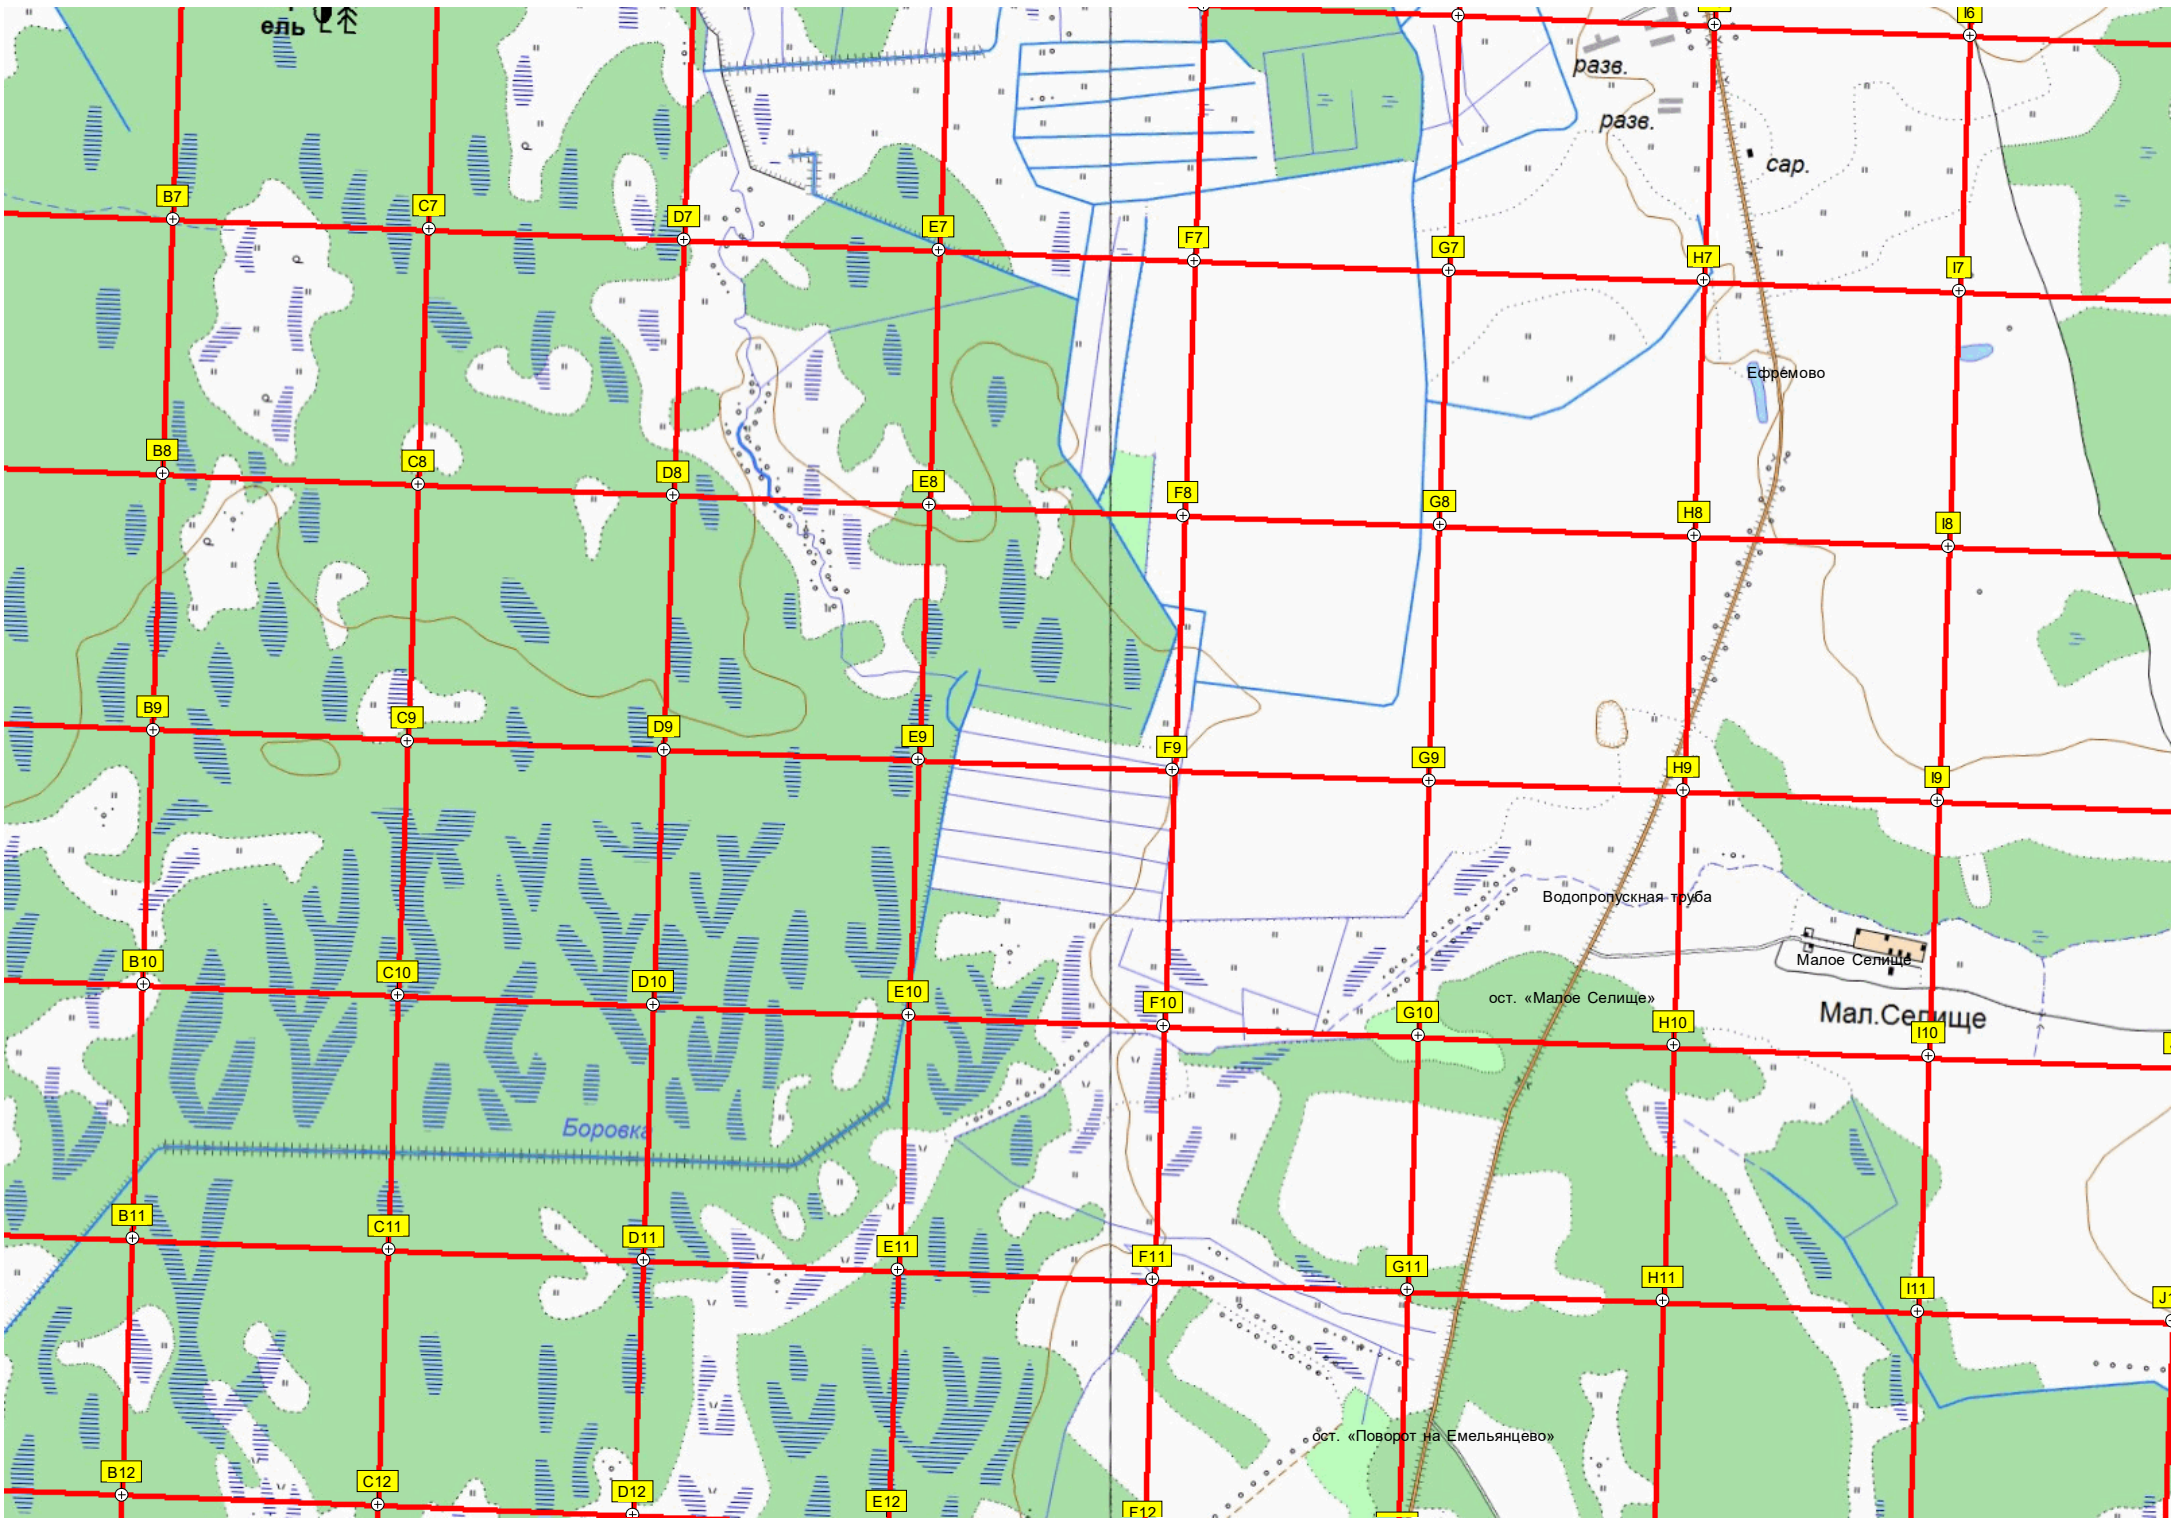 ель
I6
разв.
разв.
сар.
B7
C7
D7
E7
F7
G7
H7
I7
Ефремово
B8
C8
D8
E8
F8
G8
H8
I8
B9
C9
D9
E9
F9
G9
H9
I9
Водопропускная труба
Малое Селище
B10
C10
D10
E10
F10
G10
H10
I10
ост. «Малое Селище»
Мал.Селище
Боровка
B11
C11
D11
E11
F11
G11
H11
I11
ост. «Поворот на Емельянцево»
B12
C12
D12
E12
F12